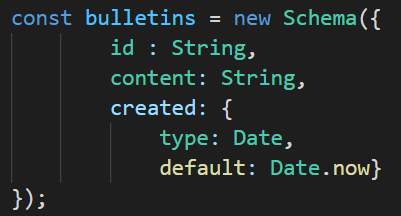 const bulletins = new Schema({
        id : String,
        content: String,
        created: {
            type: Date,
            default: Date.now}
});